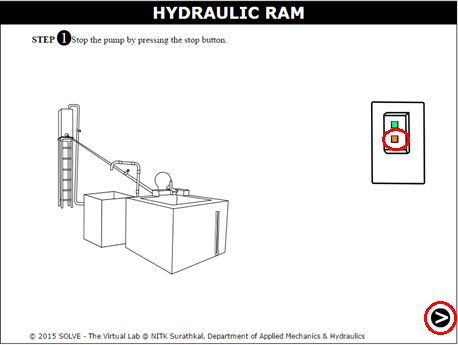 HYDRAULIC RAM
STEP 1 Stop the pump by pressing the stop button.
© 2015 SOLVE - The Virtual Lab @ NITK Surathkal, Department of Applied Mechanics & Hydraulics